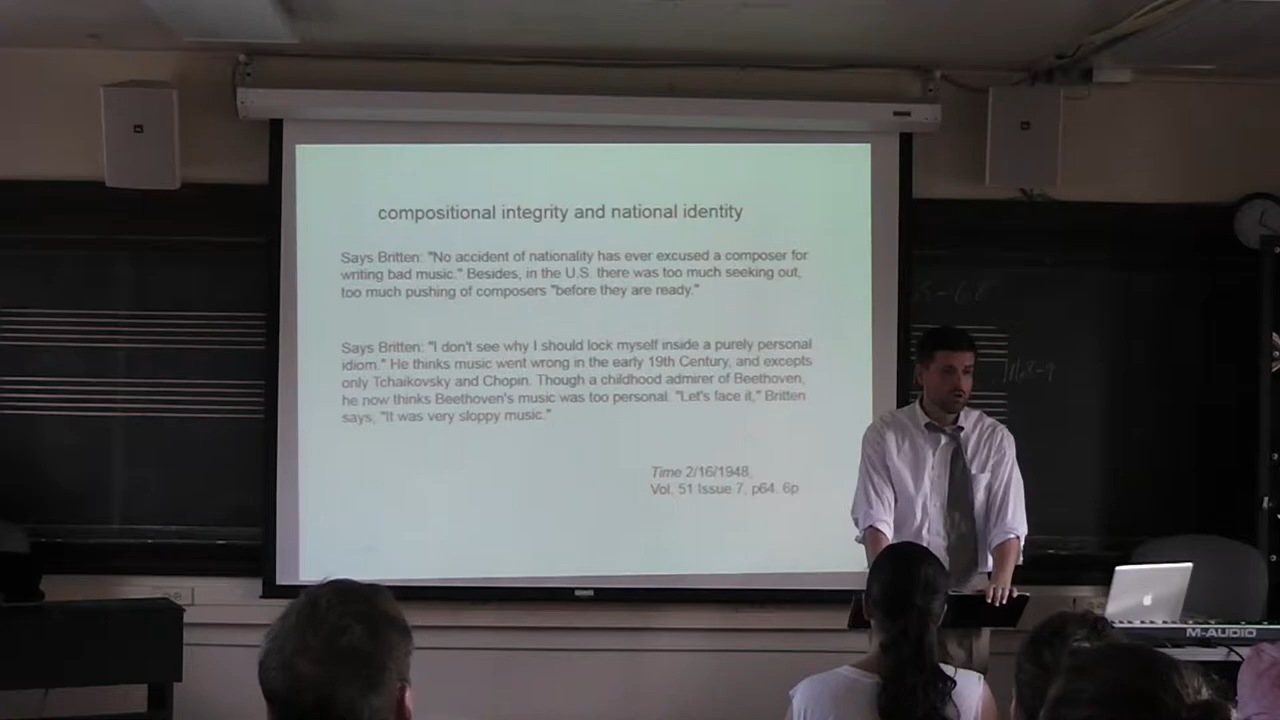 compositional integrity and national identity
Says Britten: "No accident of nationality has ever excused a composer for
writing bad music." Besides, in the U.S. there was too much seeking out,
too much pushing of composers "before they are ready."
Says Britten: "I don't see why I should lock myself inside a purely personal
idiom." He thinks music went wrong in the early 19th Century, and excepts
only Tchaikovsky and Chopin. Though a childhood admirer of Beethoven,
he now thinks Beethoven's music was too personal. "Let's face it," Britten
says, "It was very sloppy music."
Time 2/16/1948,
Vol. 51 Issue 7, p64. 6p
M-AUDIO